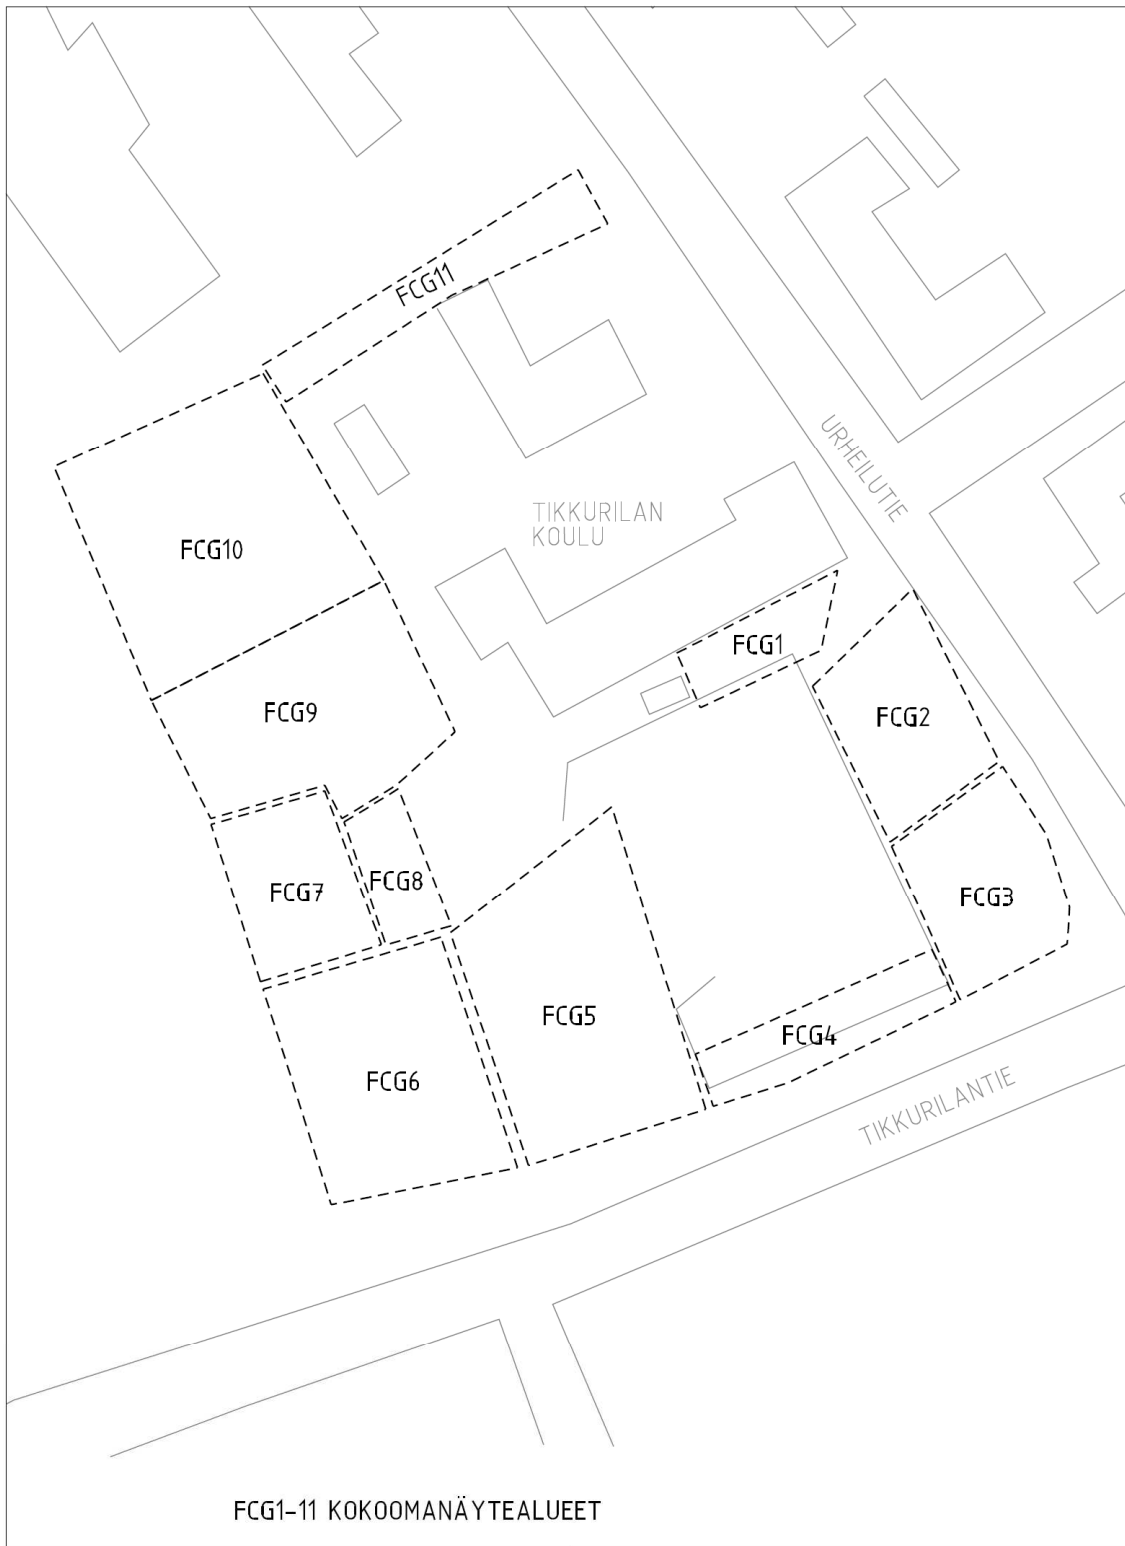 FCG11
URHEILUTIE
TIKKURILAN
KOULU
FCG10
FCG1
FCG9
FCG2
FCG8
FCG7
FCG3
FCG5
FCG4
FCG6
TIKKURILANTIE
FCG1-11 KOKOOMANÄYTEALUEET